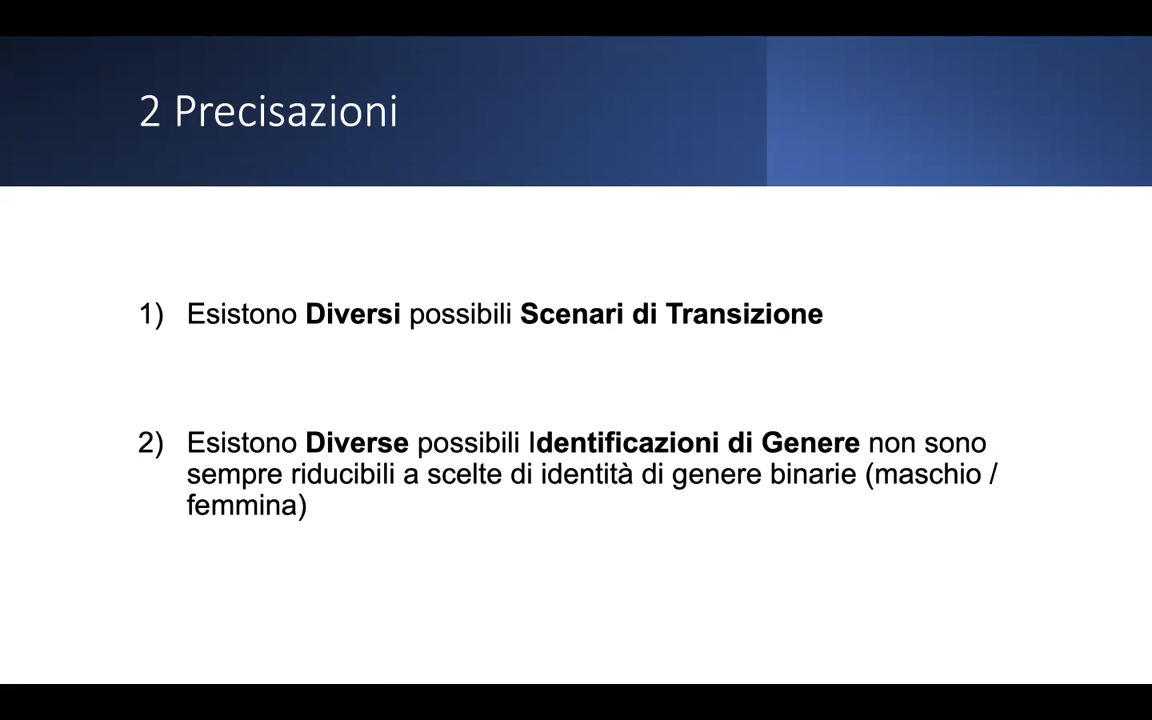 2 Precisazioni
1) Esistono Diversi possibili Scenari di Transizione
2) Esistono Diverse possibili Identificazioni di Genere non sono
sempre riducibili a scelte di identità di genere binarie (maschio /
femmina)